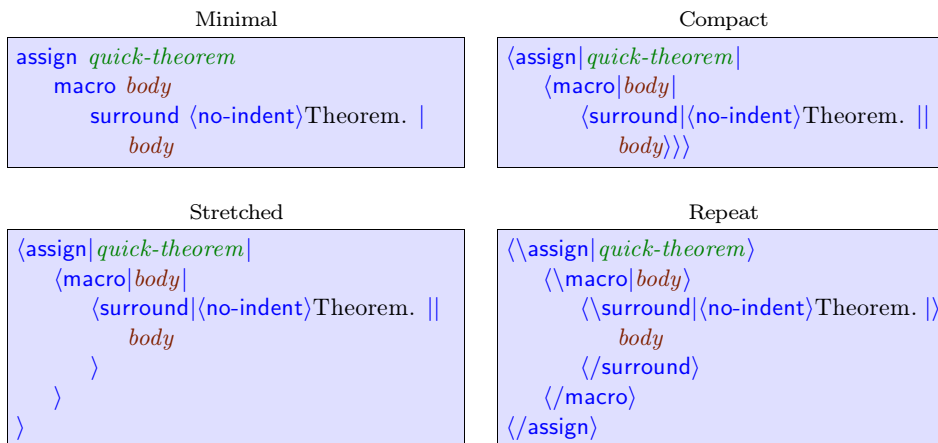 Minimal
assign quick-theorem
macro body
surround ⟨no-indent⟩Theorem. |
body
Compact
⟨assign|quick-theorem|
⟨macro|body|
⟨surround|⟨no-indent⟩Theorem. ||
body⟩⟩⟩
Stretched
⟨assign|quick-theorem|
⟨macro|body|
⟨surround|⟨no-indent⟩Theorem. ||
body
⟩
⟩
⟩
Repeat
⟨\assign|quick-theorem⟩
⟨\macro|body⟩
⟨\surround|⟨no-indent⟩Theorem. |⟩
body
⟨/surround⟩
⟨/macro⟩
⟨/assign⟩